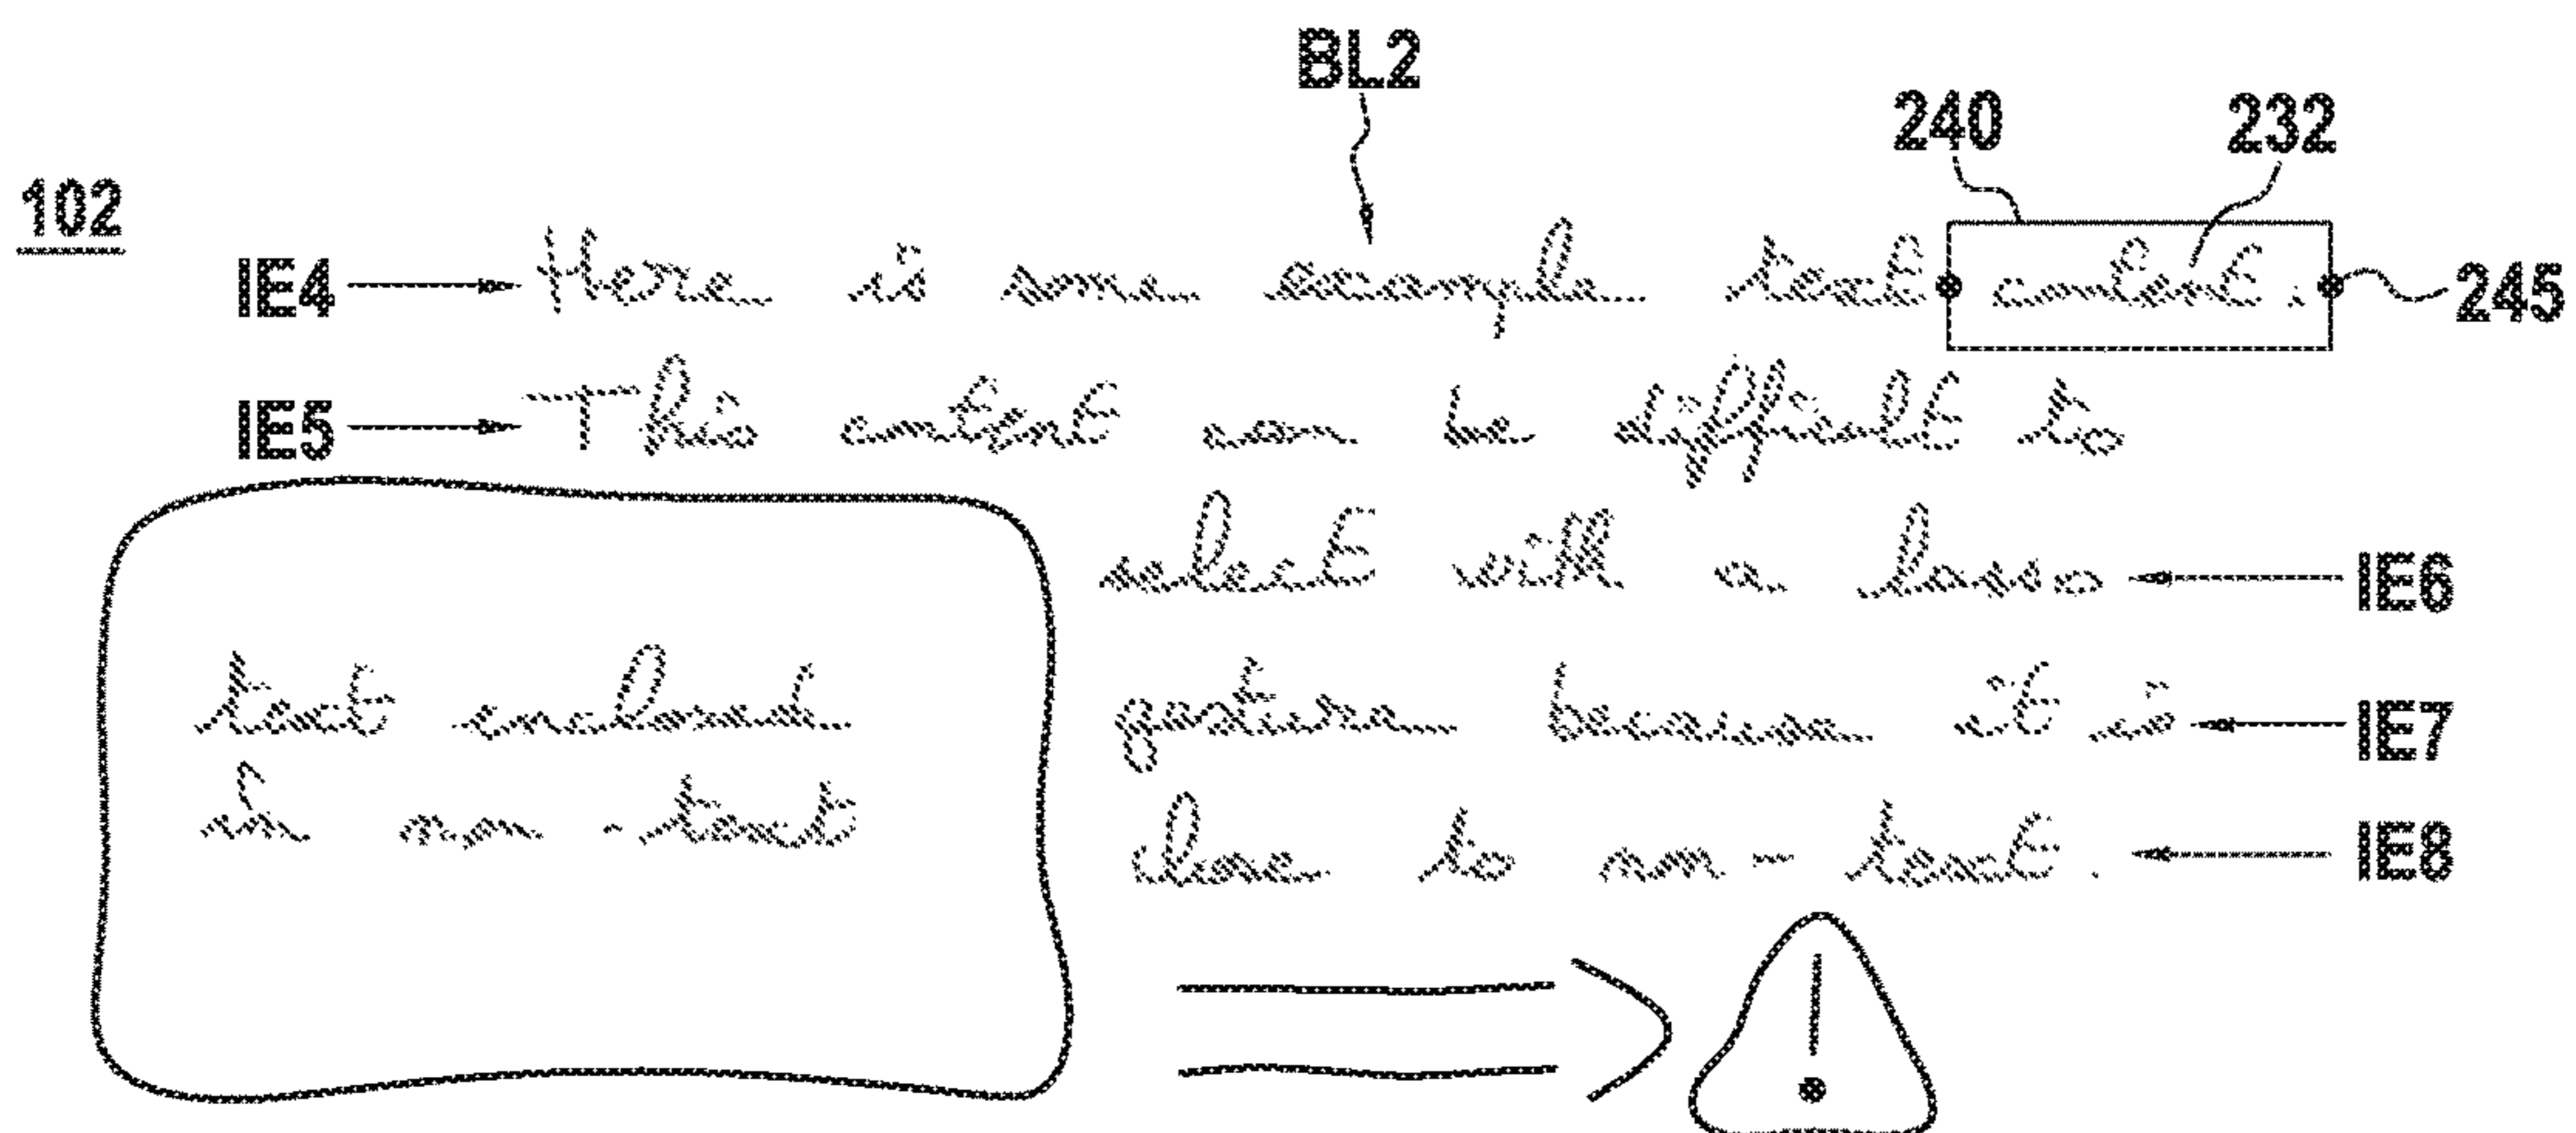 BL2
240 232
102
IE4 Here is some example text content. 245
IE5 This content can be difficult to
select with a lasso IE6
text enclosed
in non-text
gesture because it is IE7
close to non-text. IE8
!